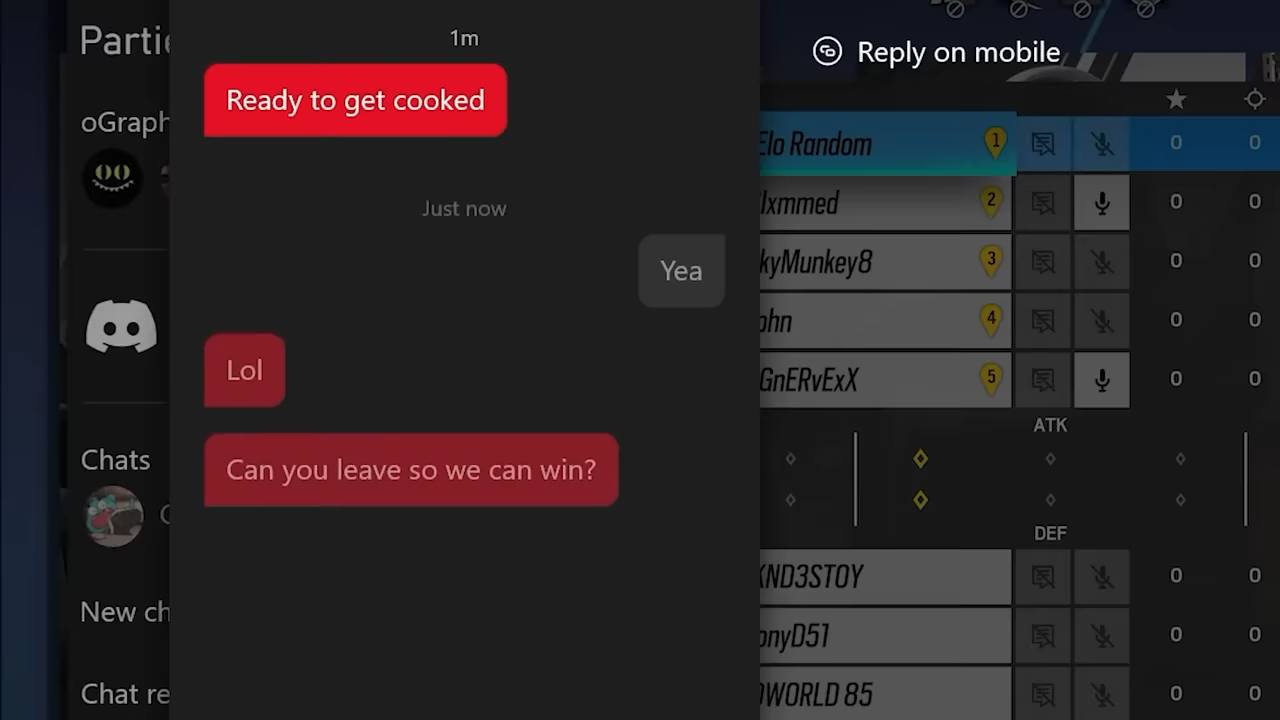 Partie
oGraph
Chats
New ch
Chat re
1m
Ready to get cooked
Just now
Yea
Lol
Can you leave so we can win?
Reply on mobile
Elo Random 1 0 0
lxmmed 2 0 0
kyMunkey8 3 0 0
ohn 4 0 0
GnERvExX 5 0 0
ATK
DEF
KND3STOY 0 0
onyD51 0 0
WORLD 85 0 0